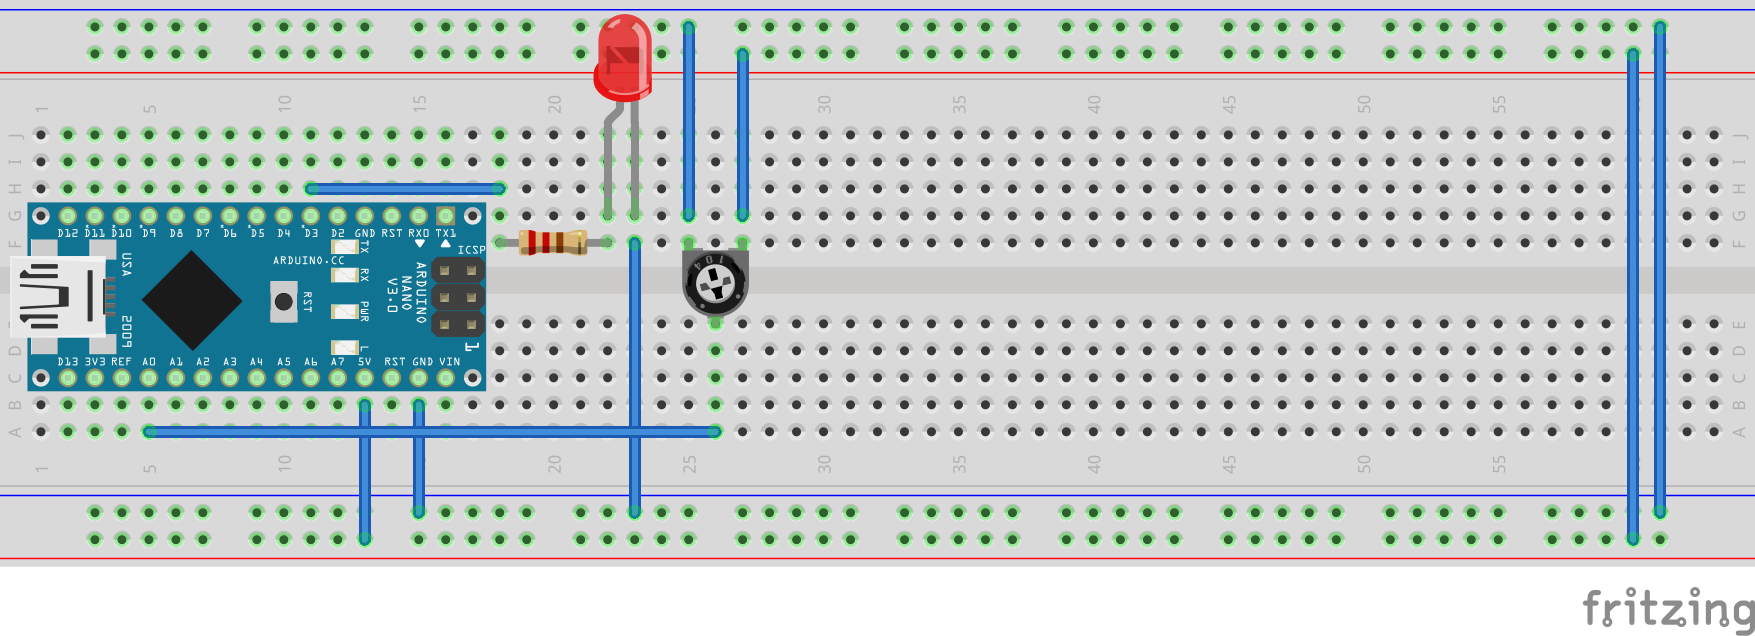 1 5 10 15 20 25 30 35 40 45 50 55
J J
I I
H H
G G
F F
D12 D11 D10 D9 D8 D7 D6 D5 D4 D3 D2 GND RST RX0 TX1
ICSP
TX
RX
PWR
L
USA
2009
ARDUINO.CC
RST
ARDUINO
NANO
V3.0
1
104
D13 3V3 REF A0 A1 A2 A3 A4 A5 A6 A7 5V RST GND VIN
E
D D
C C
B B
A A
1 5 10 15 20 25 30 35 40 45 50 55
fritzing